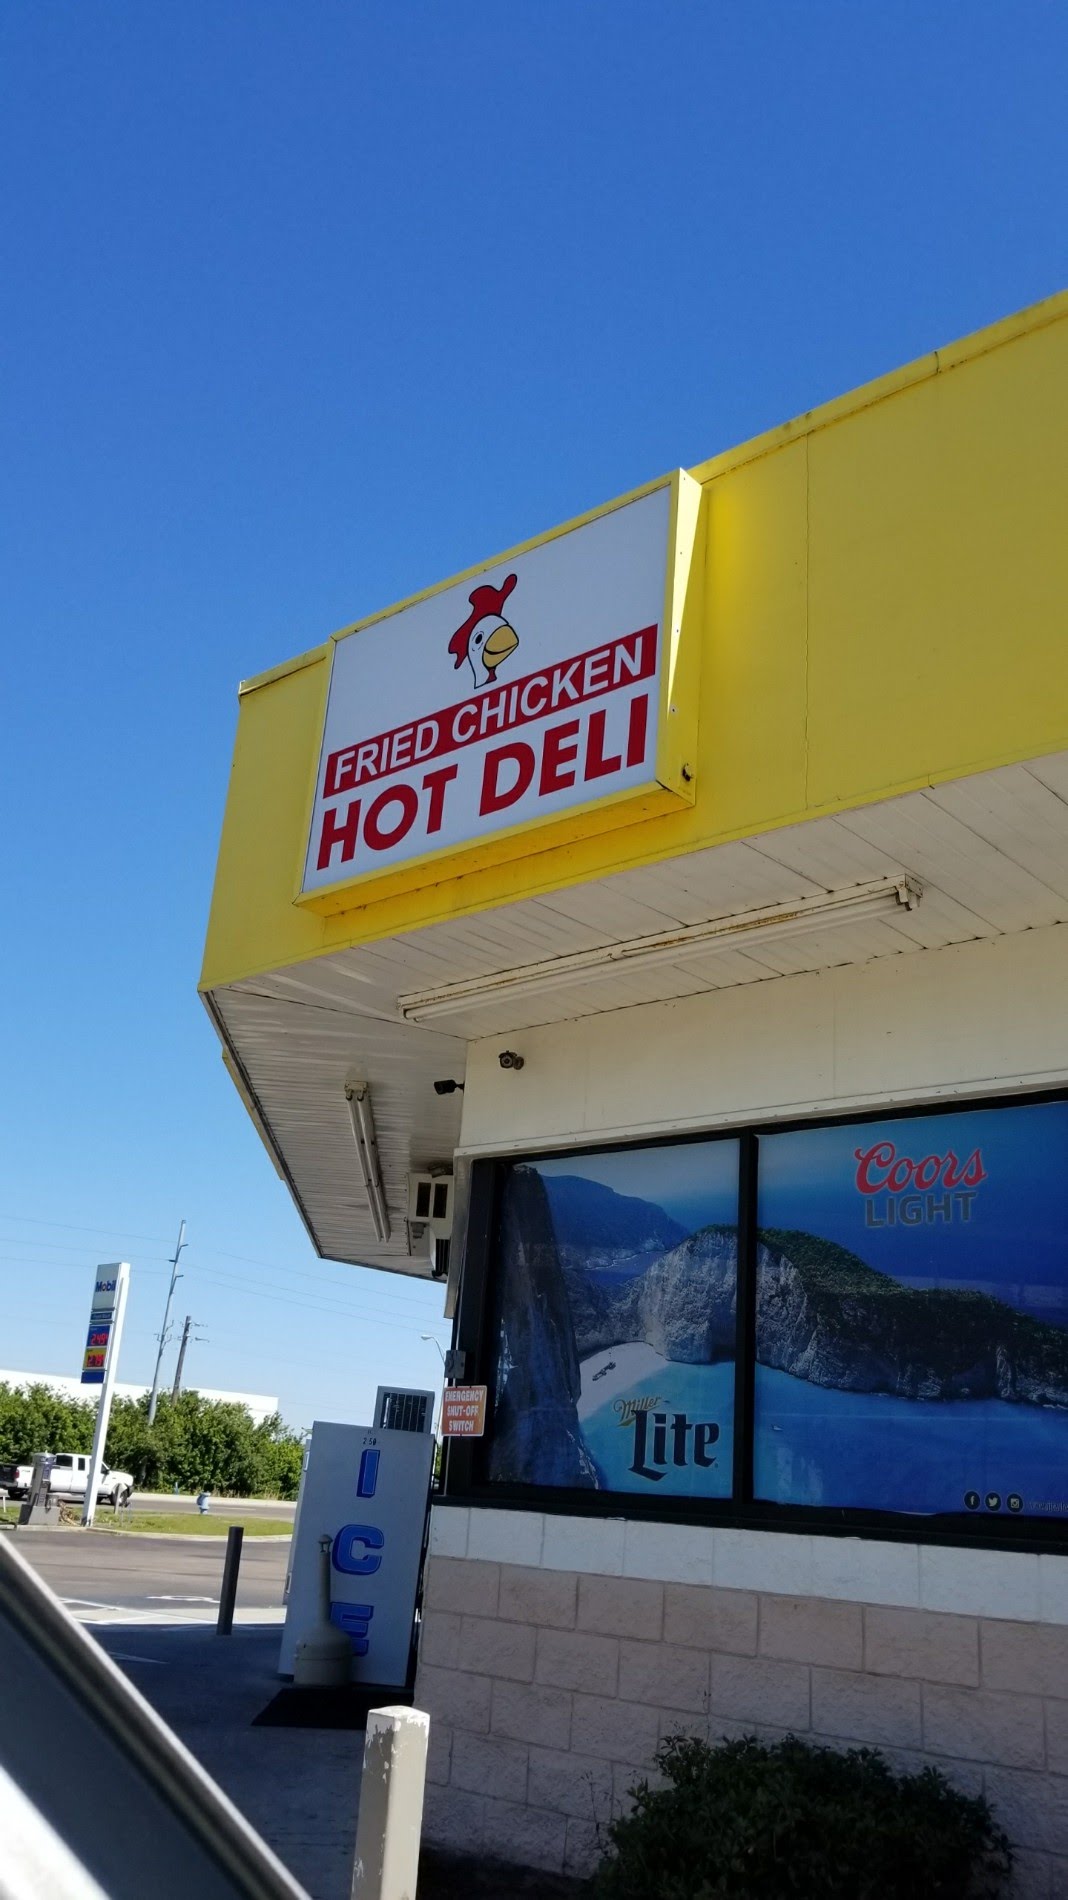 FRIED CHICKEN
HOT DELI
Coors
LIGHT
Miller
Lite
Mobil
EMERGENCY
SHUT-OFF
SWITCH
ICE